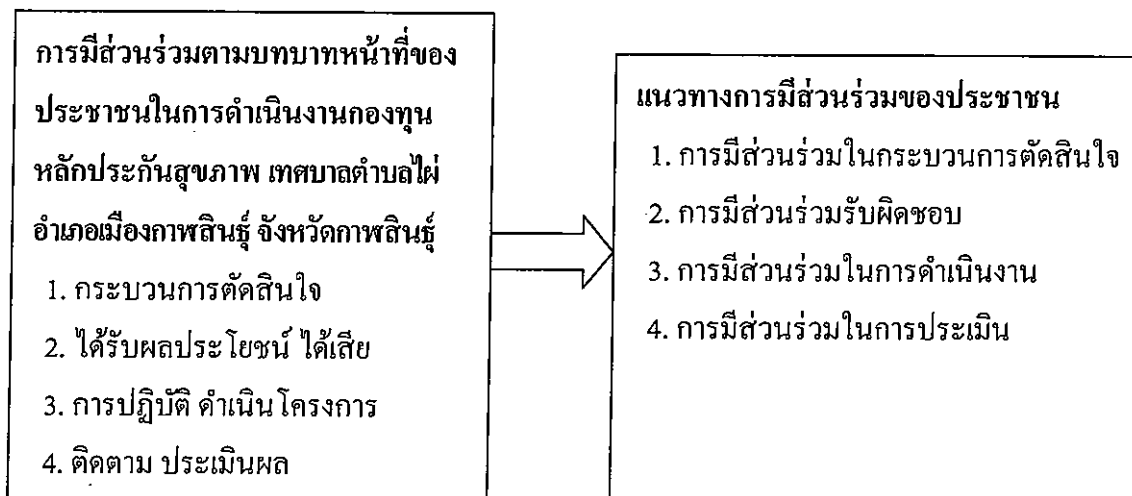 การมีส่วนร่วมตามบทบาทหน้าที่ของ
ประชาชนในการดำเนินงานกองทุน
หลักประกันสุขภาพ เทศบาลตำบลไผ่
อำเภอเมืองกาฬสินธุ์ จังหวัดกาฬสินธุ์
1. กระบวนการตัดสินใจ
2. ได้รับผลประโยชน์ ได้เสีย
3. การปฏิบัติ ดำเนินโครงการ
4. ติดตาม ประเมินผล
แนวทางการมีส่วนร่วมของประชาชน
1. การมีส่วนร่วมในกระบวนการตัดสินใจ
2. การมีส่วนร่วมรับผิดชอบ
3. การมีส่วนร่วมในการดำเนินงาน
4. การมีส่วนร่วมในการประเมิน